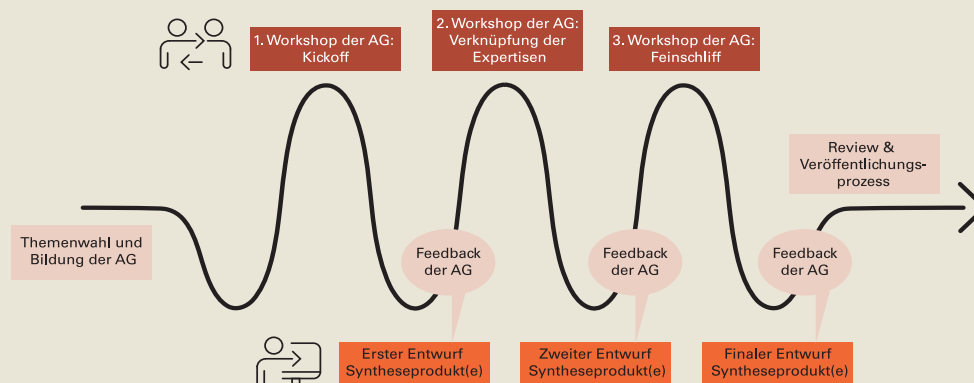 1. Workshop der AG:
Kickoff
2. Workshop der AG:
Verknüpfung der
Expertisen
3. Workshop der AG:
Feinschliff
Review &
Veröffentlichungs-
prozess
Themenwahl und
Bildung der AG
Feedback
der AG
Feedback
der AG
Feedback
der AG
Erster Entwurf
Syntheseprodukt(e)
Zweiter Entwurf
Syntheseprodukt(e)
Finaler Entwurf
Syntheseprodukt(e)